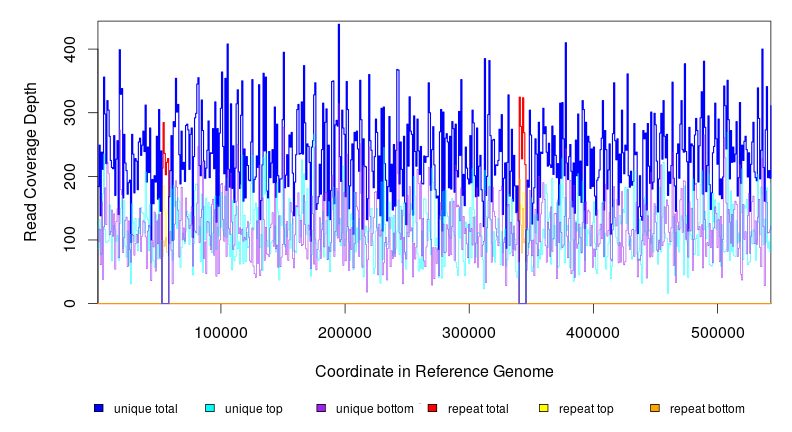 Read Coverage Depth
400
300
200
100
0
100000 200000 300000 400000 500000
Coordinate in Reference Genome
unique total unique top unique bottom repeat total repeat top repeat bottom